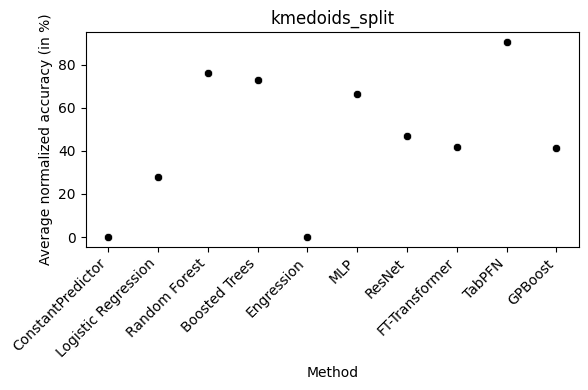 kmedoids_split
Average normalized accuracy (in %)
80
60
40
20
0
ConstantPredictor
Logistic Regression
Random Forest
Boosted Trees
Engression
MLP
ResNet
FT-Transformer
TabPFN
GPBoost
Method